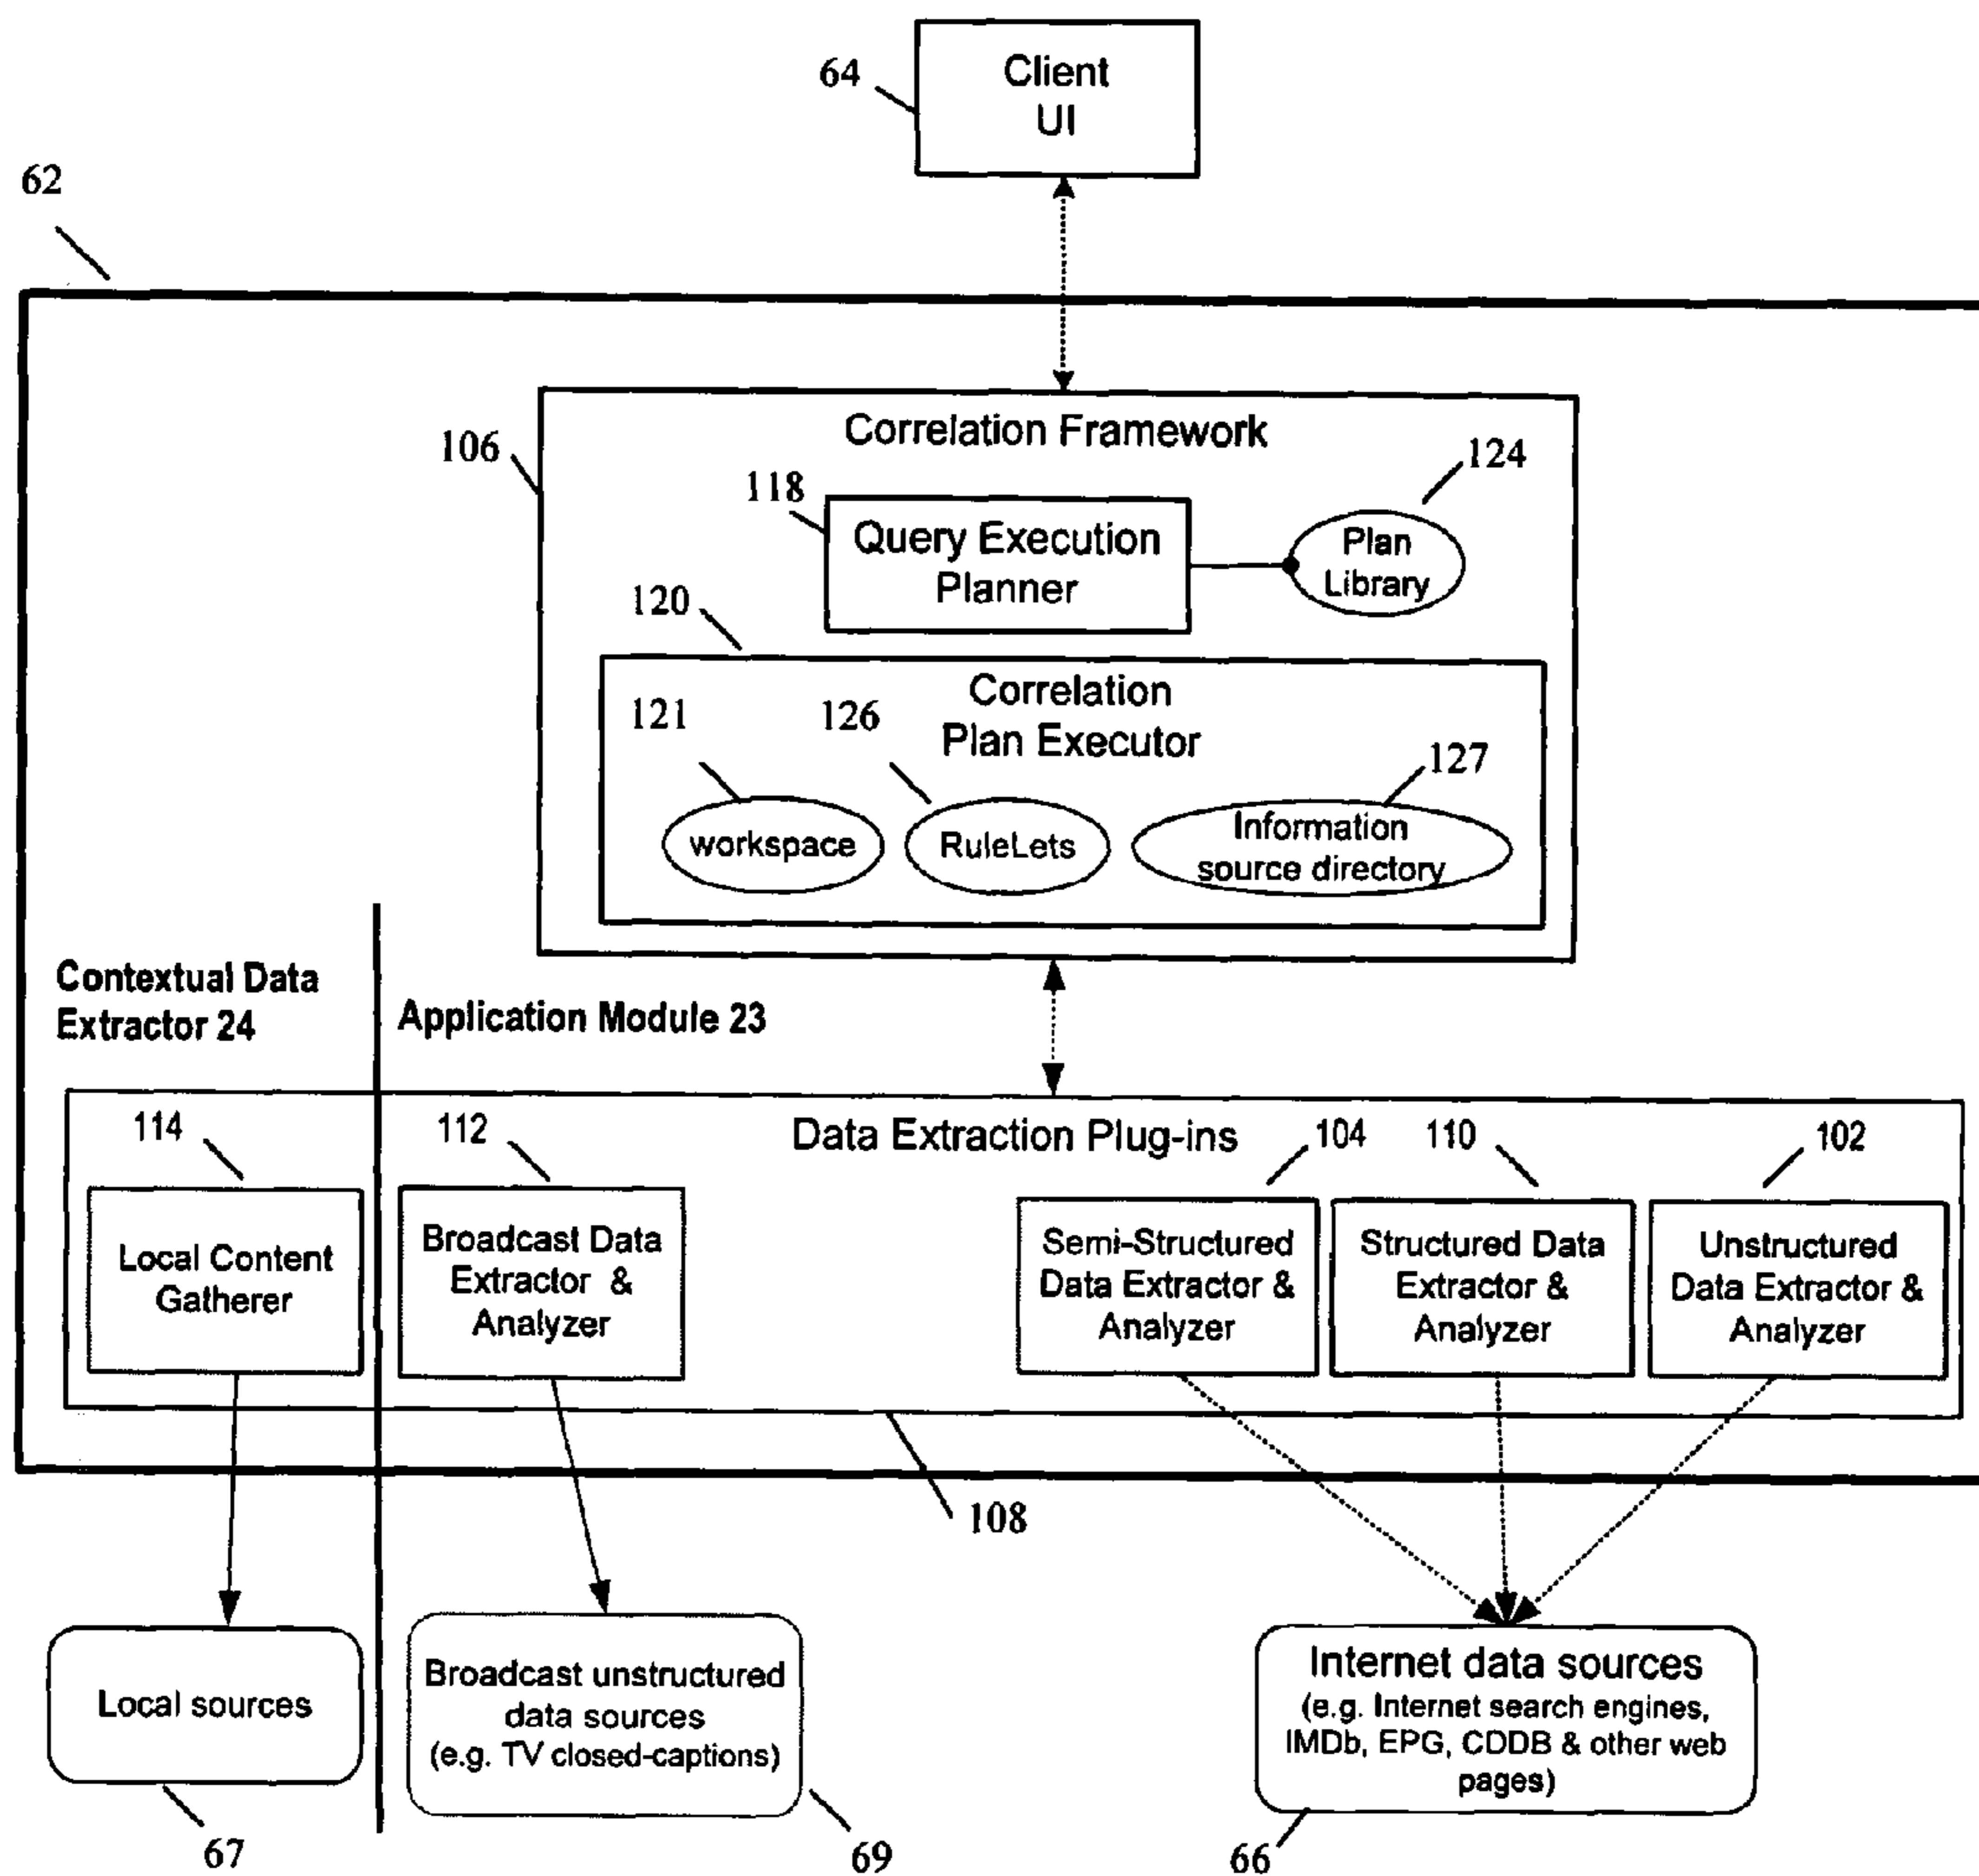 64
Client
UI
62
Correlation Framework
106
124
118
Query Execution
Planner
Plan
Library
120
Correlation
Plan Executor
121
126
127
workspace
RuleLets
Information
source directory
Contextual Data
Extractor 24
Application Module 23
Data Extraction Plug-ins
114
112
104
110
102
Local Content
Gatherer
Broadcast Data
Extractor &
Analyzer
Semi-Structured
Data Extractor &
Analyzer
Structured Data
Extractor &
Analyzer
Unstructured
Data Extractor &
Analyzer
108
Local sources
Broadcast unstructured
data sources
(e.g. TV closed-captions)
Internet data sources
(e.g. Internet search engines,
IMDb, EPG, CDDB & other web
pages)
67
69
66